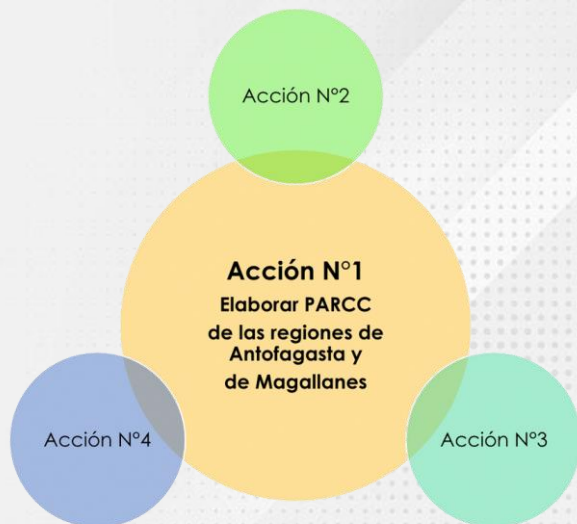 Acción N°2
Acción N°1
Elaborar PARCC
de las regiones de
Antofagasta y
de Magallanes
Acción N°4
Acción N°3